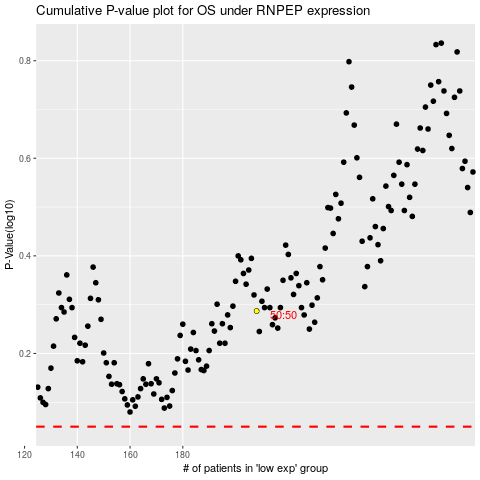 Cumulative P-value plot for OS under RNPEP expression
P-Value(log10)
0.8
0.6
0.4
0.2
50:50
120 140 160 180
# of patients in 'low exp' group